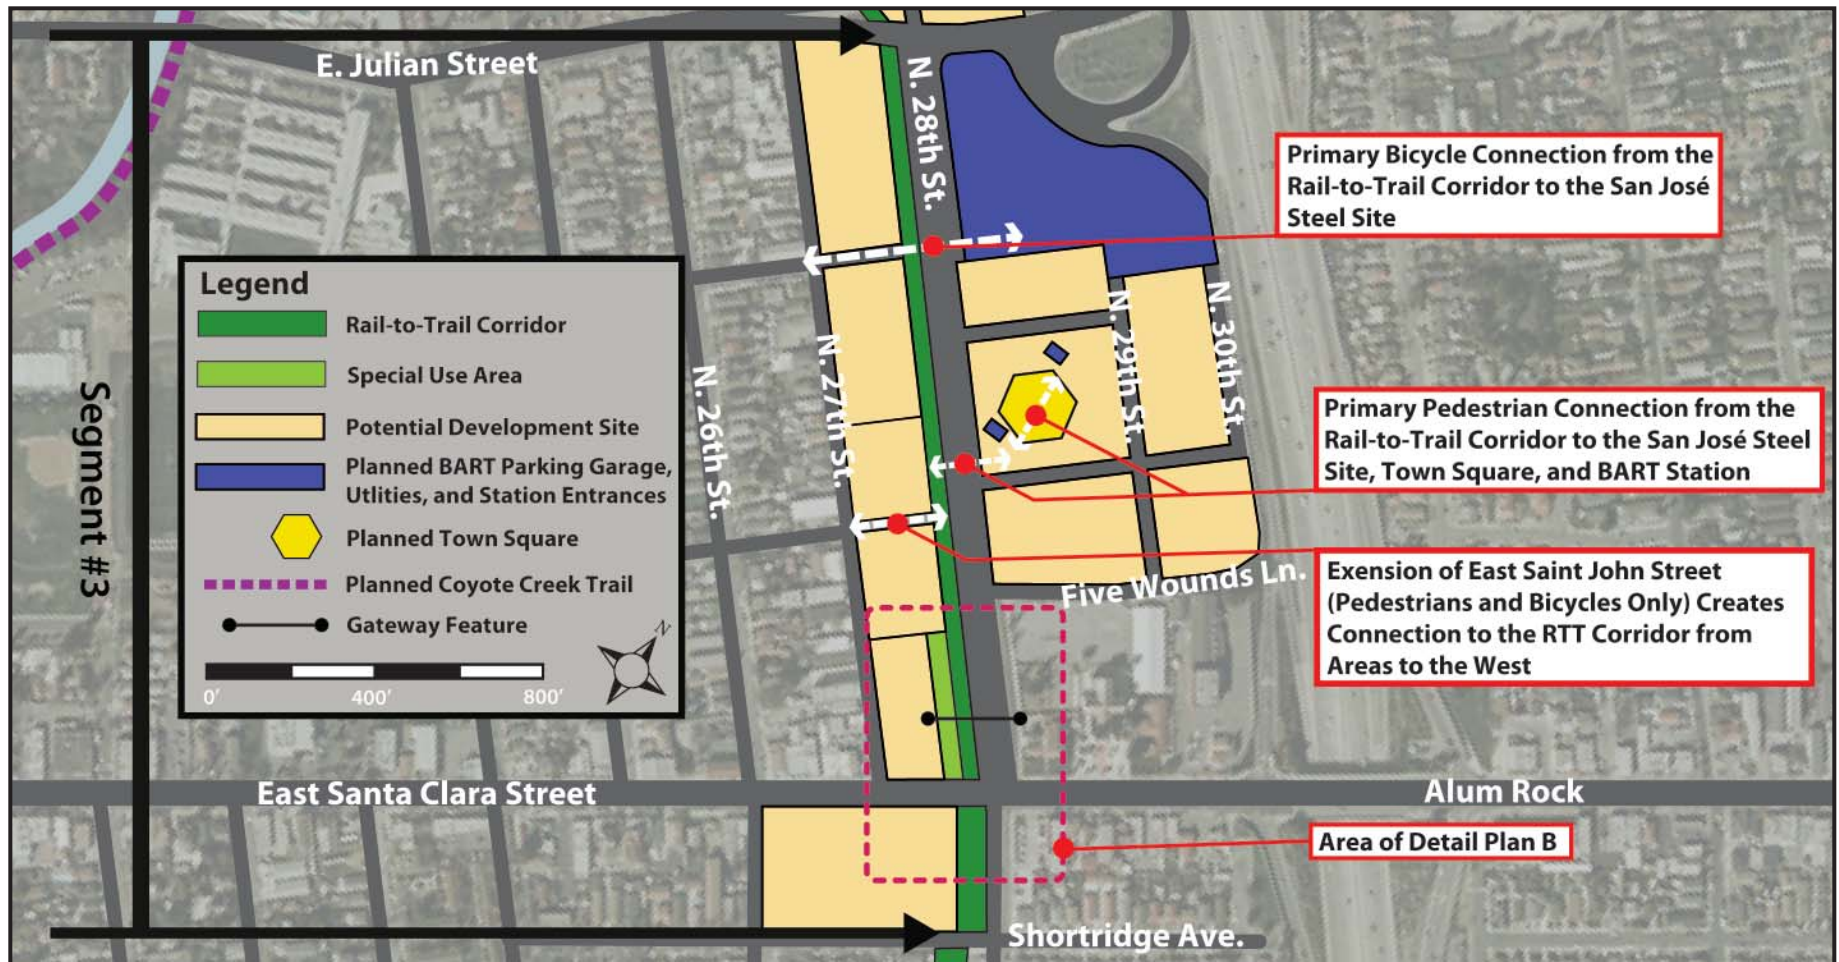 E. Julian Street
N. 28th St.
Primary Bicycle Connection from the
Rail-to-Trail Corridor to the San José
Steel Site
Legend
Rail-to-Trail Corridor
Special Use Area
Potential Development Site
Planned BART Parking Garage,
Utlities, and Station Entrances
Planned Town Square
Planned Coyote Creek Trail
Gateway Feature
N
0'
400'
800'
Segment #3
N. 26th St.
N. 27th St.
N. 29th St.
N. 30th St.
Primary Pedestrian Connection from the
Rail-to-Trail Corridor to the San José Steel
Site, Town Square, and BART Station
Five Wounds Ln.
Exension of East Saint John Street
(Pedestrians and Bicycles Only) Creates
Connection to the RTT Corridor from
Areas to the West
East Santa Clara Street
Alum Rock
Area of Detail Plan B
Shortridge Ave.